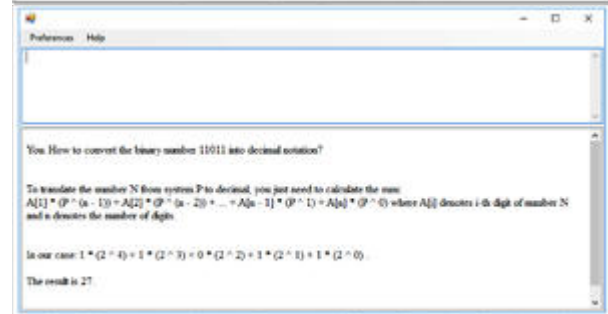 Preferences Help
You: How to convert the binary number 11011 into decimal notation?
To translate the number N from system P to decimal, you just need to calculate the sum:
A[1] * (P ^ (n - 1)) + A[2] * (P ^ (n - 2)) + ... + A[n - 1] * (P ^ 1) + A[n] * (P ^ 0) where A[i] denotes i-th digit of number N
and n denotes the number of digits.
In our case: 1 * (2 ^ 4) + 1 * (2 ^ 3) + 0 * (2 ^ 2) + 1 * (2 ^ 1) + 1 * (2 ^ 0) .
The result is 27.